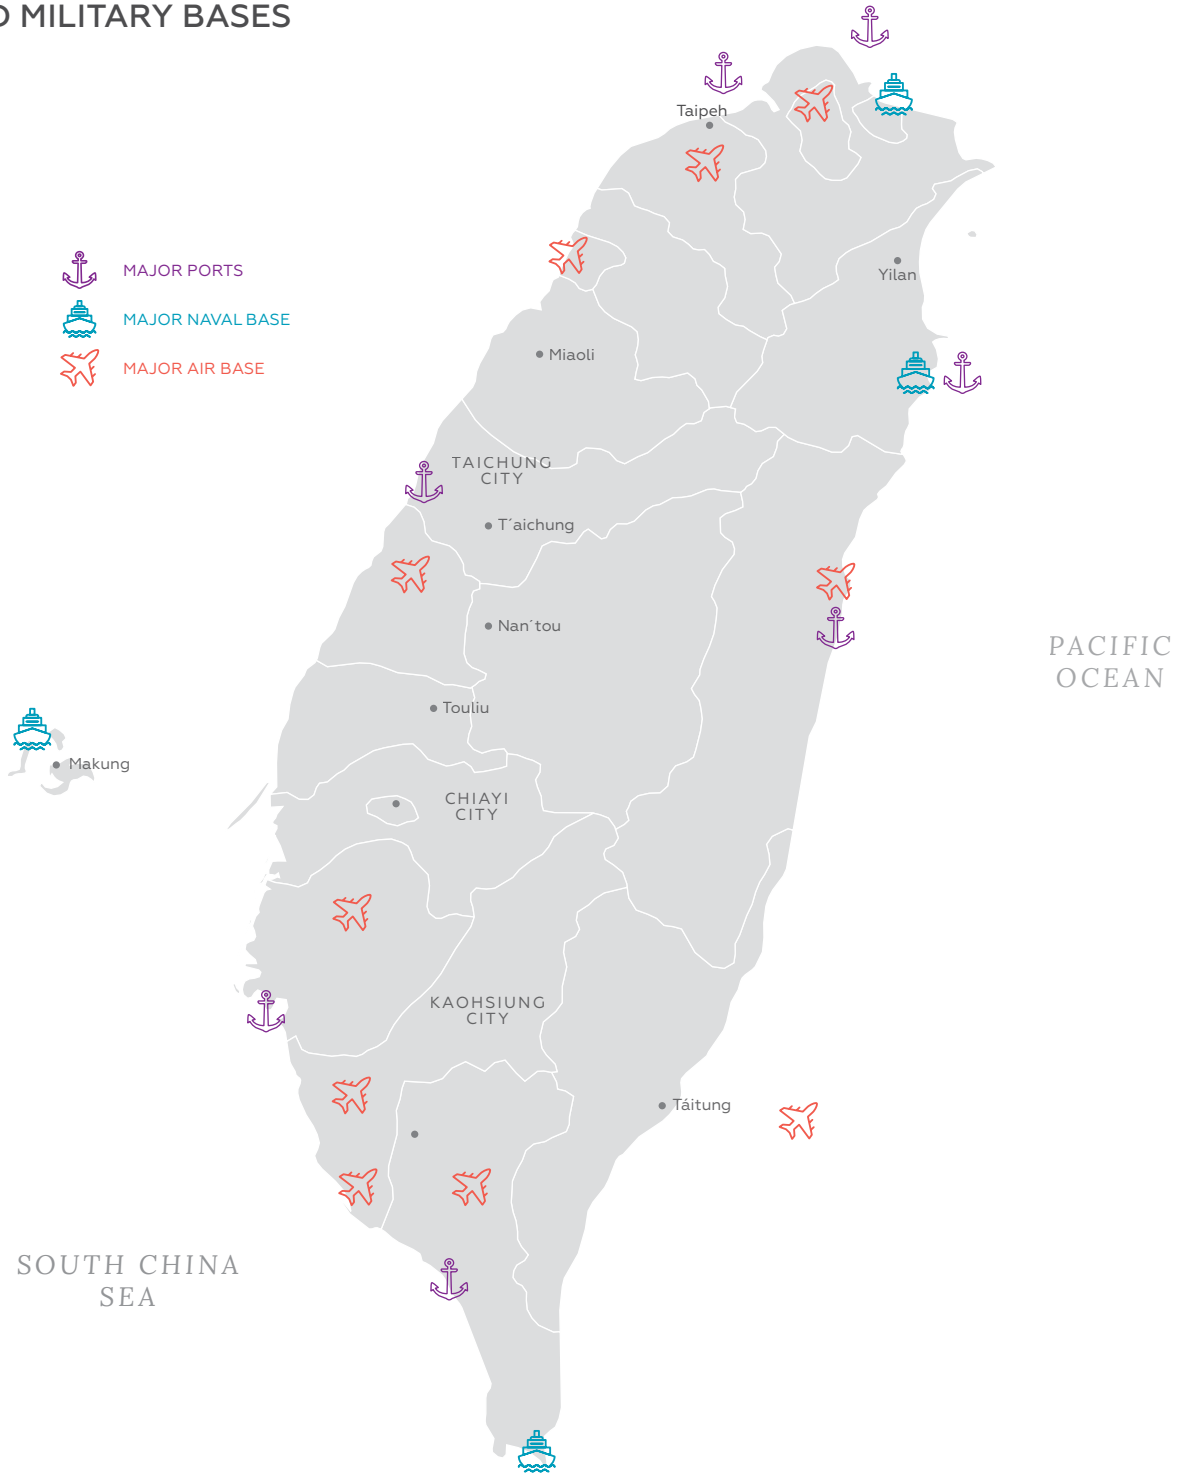 D MILITARY BASES
Taipeh
MAJOR PORTS
Yilan
MAJOR NAVAL BASE
Miaoli
MAJOR AIR BASE
TAICHUNG
CITY
T´aichung
Nan´tou
PACIFIC
OCEAN
Touliu
Makung
CHIAYI
CITY
KAOHSIUNG
CITY
Táitung
SOUTH CHINA
SEA